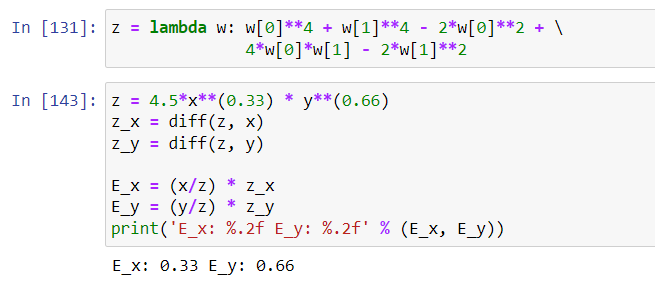 In [131]: z = lambda w: w[0]**4 + w[1]**4 - 2*w[0]**2 + \
4*w[0]*w[1] - 2*w[1]**2
In [143]: z = 4.5*x**(0.33) * y**(0.66)
z_x = diff(z, x)
z_y = diff(z, y)
E_x = (x/z) * z_x
E_y = (y/z) * z_y
print('E_x: %.2f E_y: %.2f' % (E_x, E_y))
E_x: 0.33 E_y: 0.66